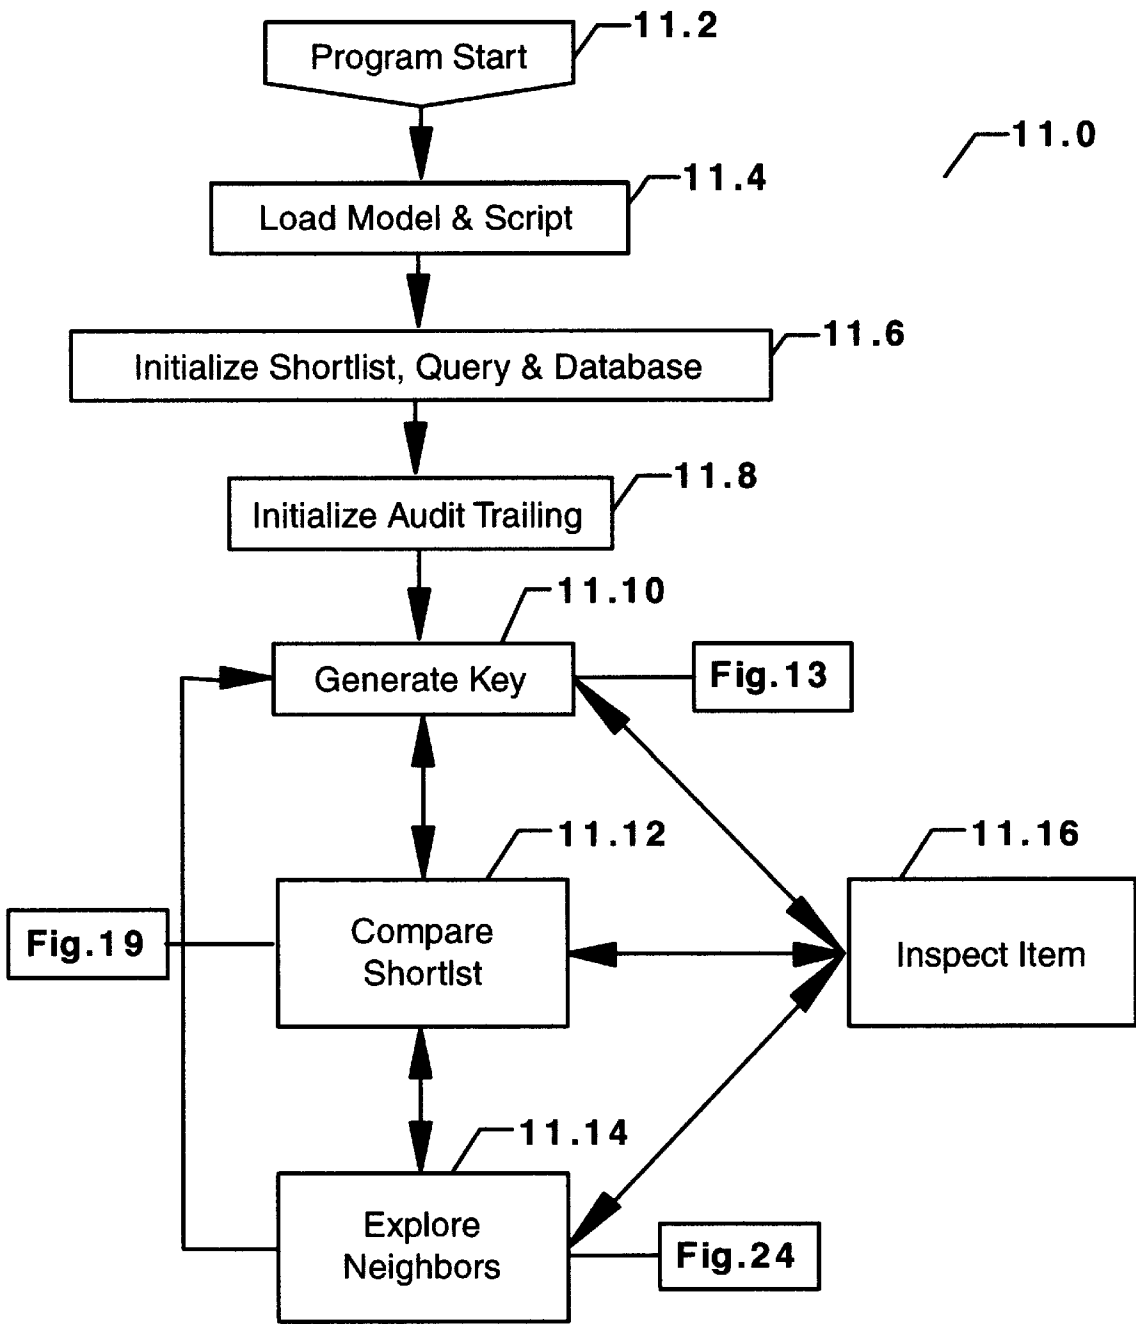 11.2
Program Start
11.0
11.4
Load Model & Script
11.6
Initialize Shortlist, Query & Database
11.8
Initialize Audit Trailing
11.10
Generate Key
Fig.13
11.12
11.16
Compare
Shortlst
Fig.19
Inspect Item
11.14
Explore
Neighbors
Fig.24